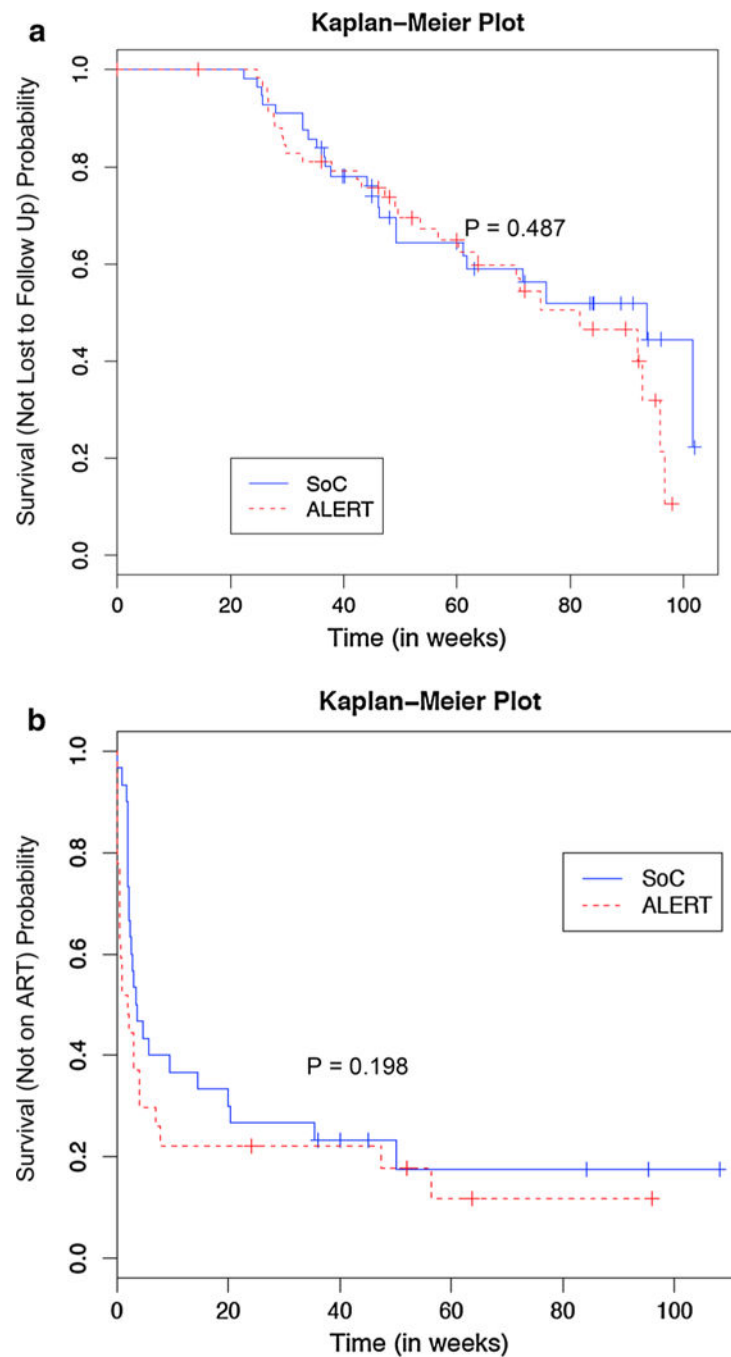 a
Kaplan–Meier Plot
Survival (Not Lost to Follow Up) Probability
1.0
0.8
0.6
0.4
0.2
0.0
P = 0.487
SoC
ALERT
0 20 40 60 80 100
Time (in weeks)
b
Kaplan–Meier Plot
Survival (Not on ART) Probability
1.0
0.8
0.6
0.4
0.2
0.0
SoC
ALERT
P = 0.198
0 20 40 60 80 100
Time (in weeks)